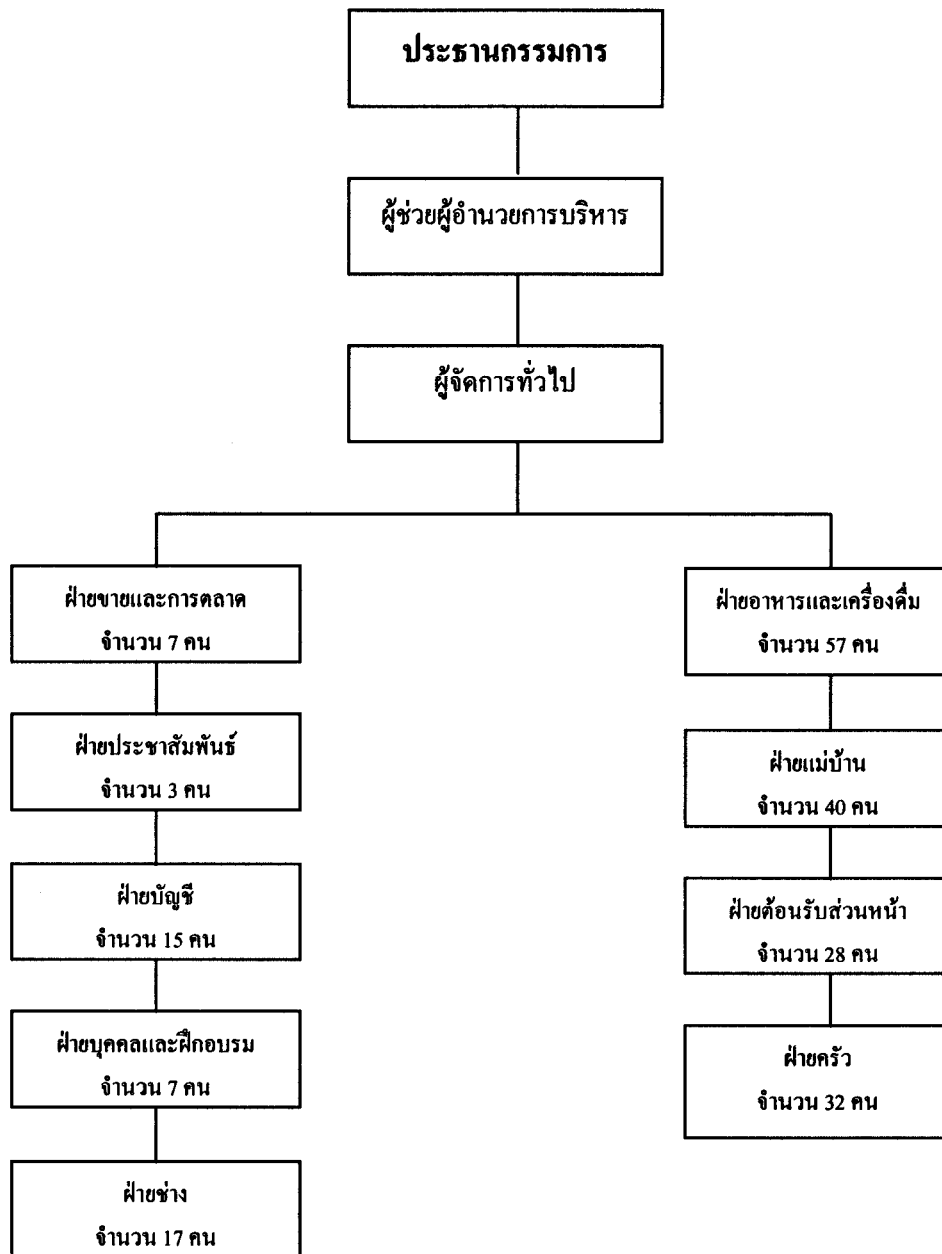 ประธานกรรมการ
ผู้ช่วยผู้อำนวยการบริหาร
ผู้จัดการทั่วไป
ฝ่ายขายและการตลาด
จำนวน 7 คน
ฝ่ายประชาสัมพันธ์
จำนวน 3 คน
ฝ่ายบัญชี
จำนวน 15 คน
ฝ่ายบุคคลและฝึกอบรม
จำนวน 7 คน
ฝ่ายช่าง
จำนวน 17 คน
ฝ่ายอาหารและเครื่องดื่ม
จำนวน 57 คน
ฝ่ายแม่บ้าน
จำนวน 40 คน
ฝ่ายต้อนรับส่วนหน้า
จำนวน 28 คน
ฝ่ายครัว
จำนวน 32 คน